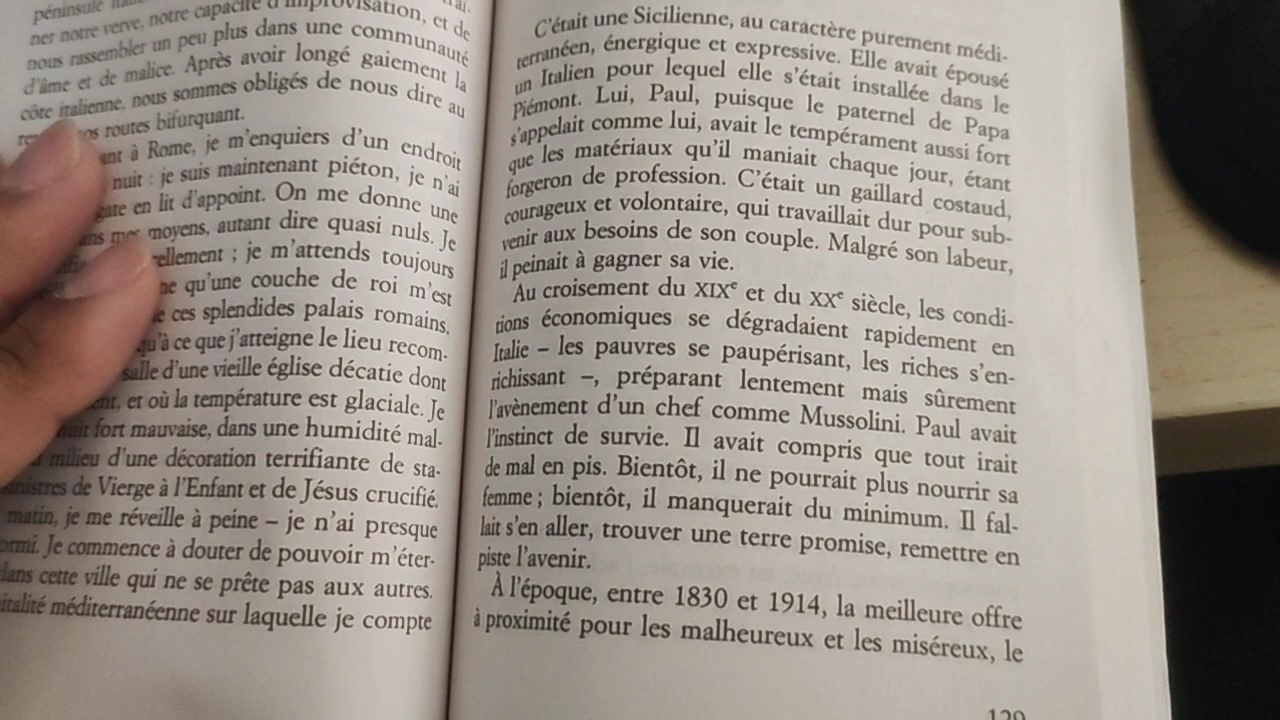 péninsule
ner notre verve, notre capacité d'improvisation, et de
nous rassembler un peu plus dans une communauté
d'âme et de malice. Après avoir longé gaiement la
côte italienne, nous sommes obligés de nous dire au
nos routes bifurquant.
à Rome, je m'enquiers d'un endroit
nuit : je suis maintenant piéton, je n'ai
en lit d'appoint. On me donne une
mes moyens, autant dire quasi nuls. Je
je m'attends toujours
qu'une couche de roi m'est
ces splendides palais romains,
qu'à ce que j'atteigne le lieu recom-
salle d'une vieille église décatie dont
et où la température est glaciale. Je
nuit fort mauvaise, dans une humidité mal-
milieu d'une décoration terrifiante de sta-
de Vierge à l'Enfant et de Jésus crucifié.
matin, je me réveille à peine – je n'ai presque
Je commence à douter de pouvoir m'éter-
dans cette ville qui ne se prête pas aux autres.
méditerranéenne sur laquelle je compte
C'était une Sicilienne, au caractère purement médi-
terranéen, énergique et expressive. Elle avait épousé
un Italien pour lequel elle s'était installée dans le
Piémont. Lui, Paul, puisque le paternel de Papa
s'appelait comme lui, avait le tempérament aussi fort
que les matériaux qu'il maniait chaque jour, étant
forgeron de profession. C'était un gaillard costaud,
courageux et volontaire, qui travaillait dur pour sub-
venir aux besoins de son couple. Malgré son labeur,
il peinait à gagner sa vie.
Au croisement du XIXe et du XXe siècle, les condi-
tions économiques se dégradaient rapidement en
Italie – les pauvres se paupérisant, les riches s'en-
richissant –, préparant lentement mais sûrement
l'avènement d'un chef comme Mussolini. Paul avait
l'instinct de survie. Il avait compris que tout irait
de mal en pis. Bientôt, il ne pourrait plus nourrir sa
femme ; bientôt, il manquerait du minimum. Il fal-
lait s'en aller, trouver une terre promise, remettre en
piste l'avenir.
À l'époque, entre 1830 et 1914, la meilleure offre
à proximité pour les malheureux et les miséreux, le